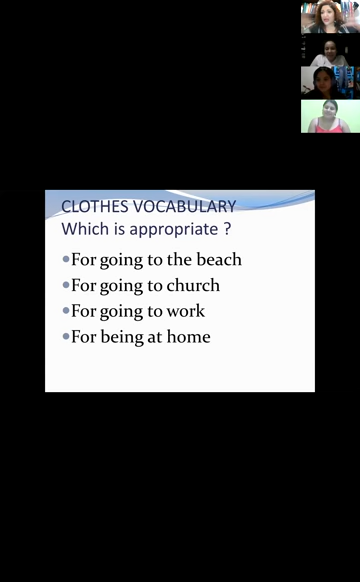 CLOTHES VOCABULARY
Which is appropriate ?
For going to the beach
For going to church
For going to work
For being at home